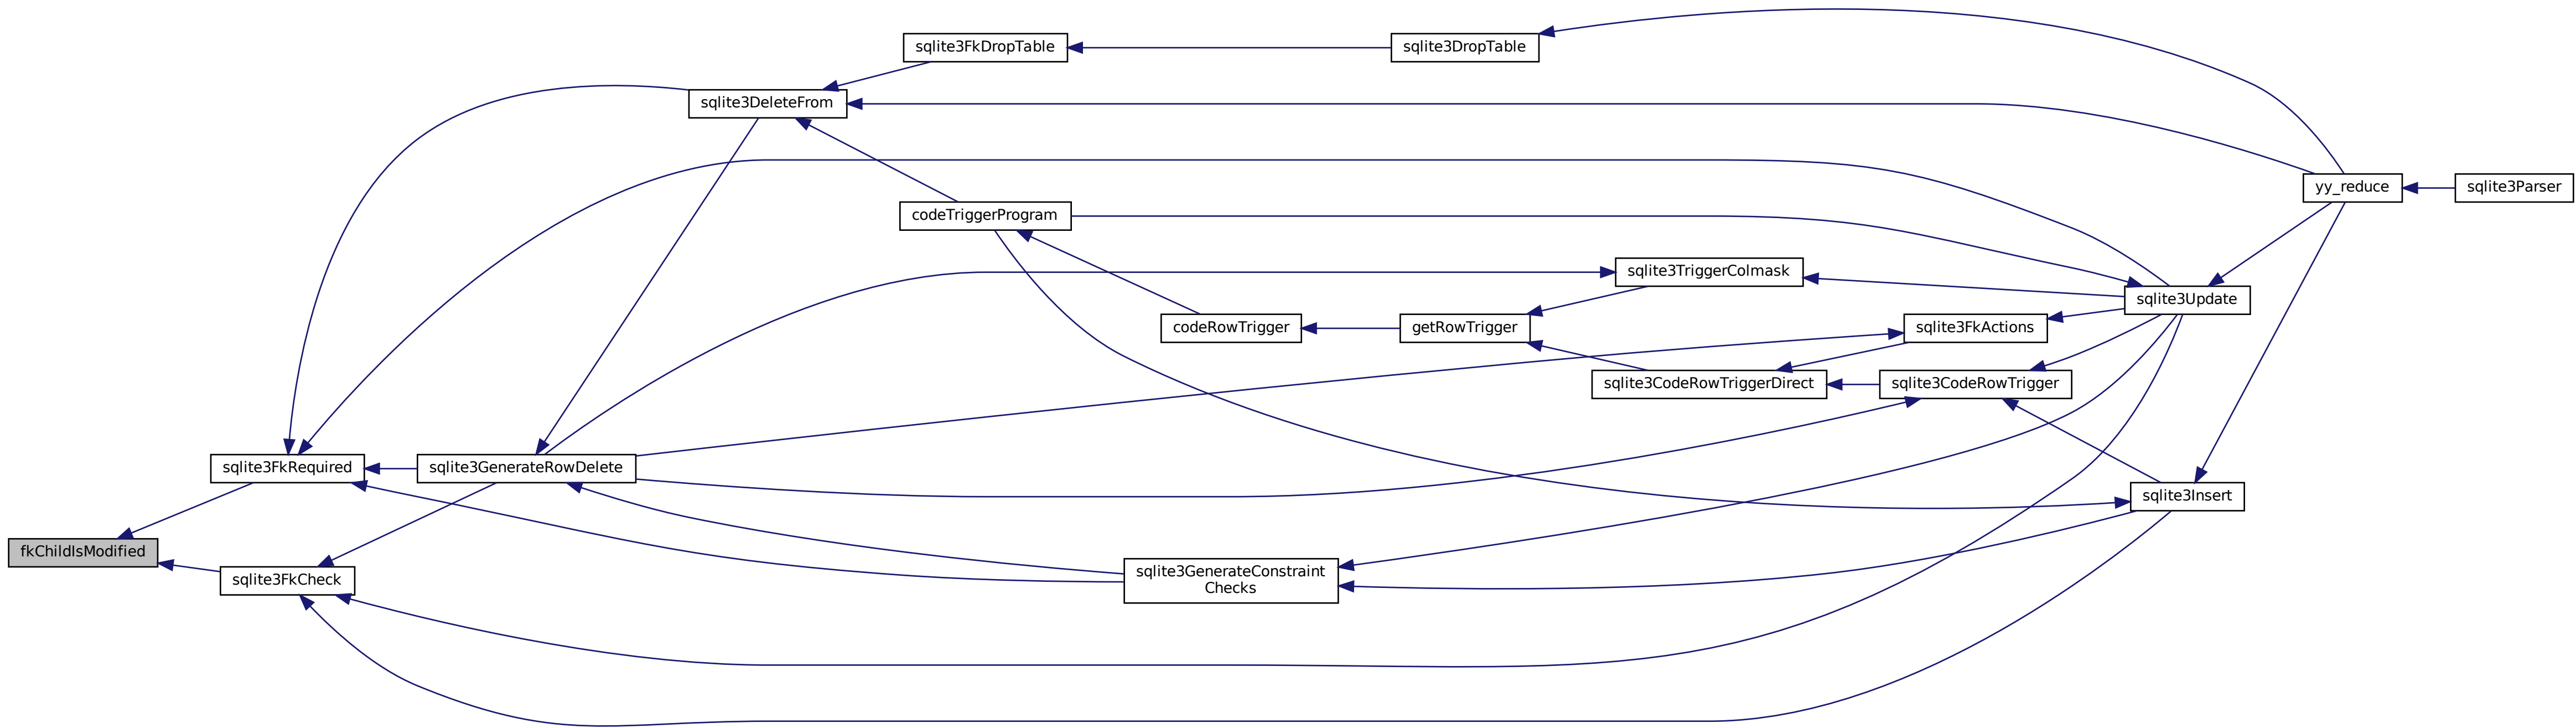 sqlite3FkDropTable
sqlite3DropTable
sqlite3DeleteFrom
yy_reduce
sqlite3Parser
codeTriggerProgram
sqlite3TriggerColmask
sqlite3Update
codeRowTrigger
getRowTrigger
sqlite3FkActions
sqlite3CodeRowTriggerDirect
sqlite3CodeRowTrigger
sqlite3FkRequired
sqlite3GenerateRowDelete
sqlite3Insert
fkChildIsModified
sqlite3FkCheck
sqlite3GenerateConstraint
Checks